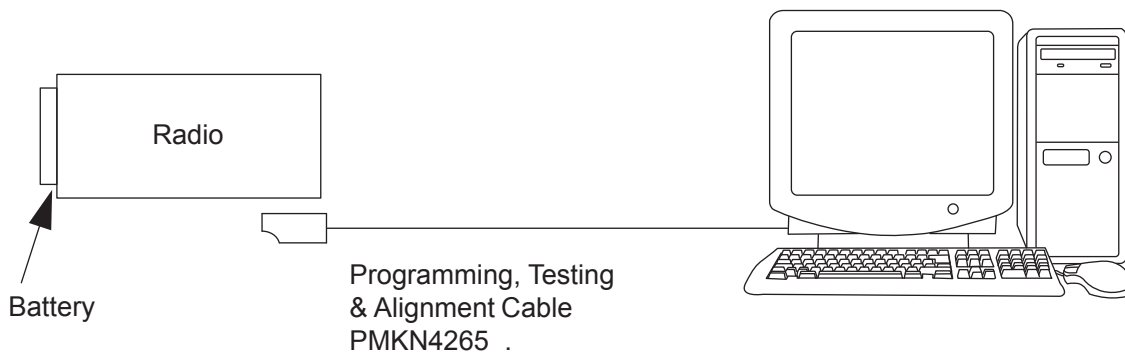 Radio
Battery
Programming, Testing
& Alignment Cable
PMKN4265 .